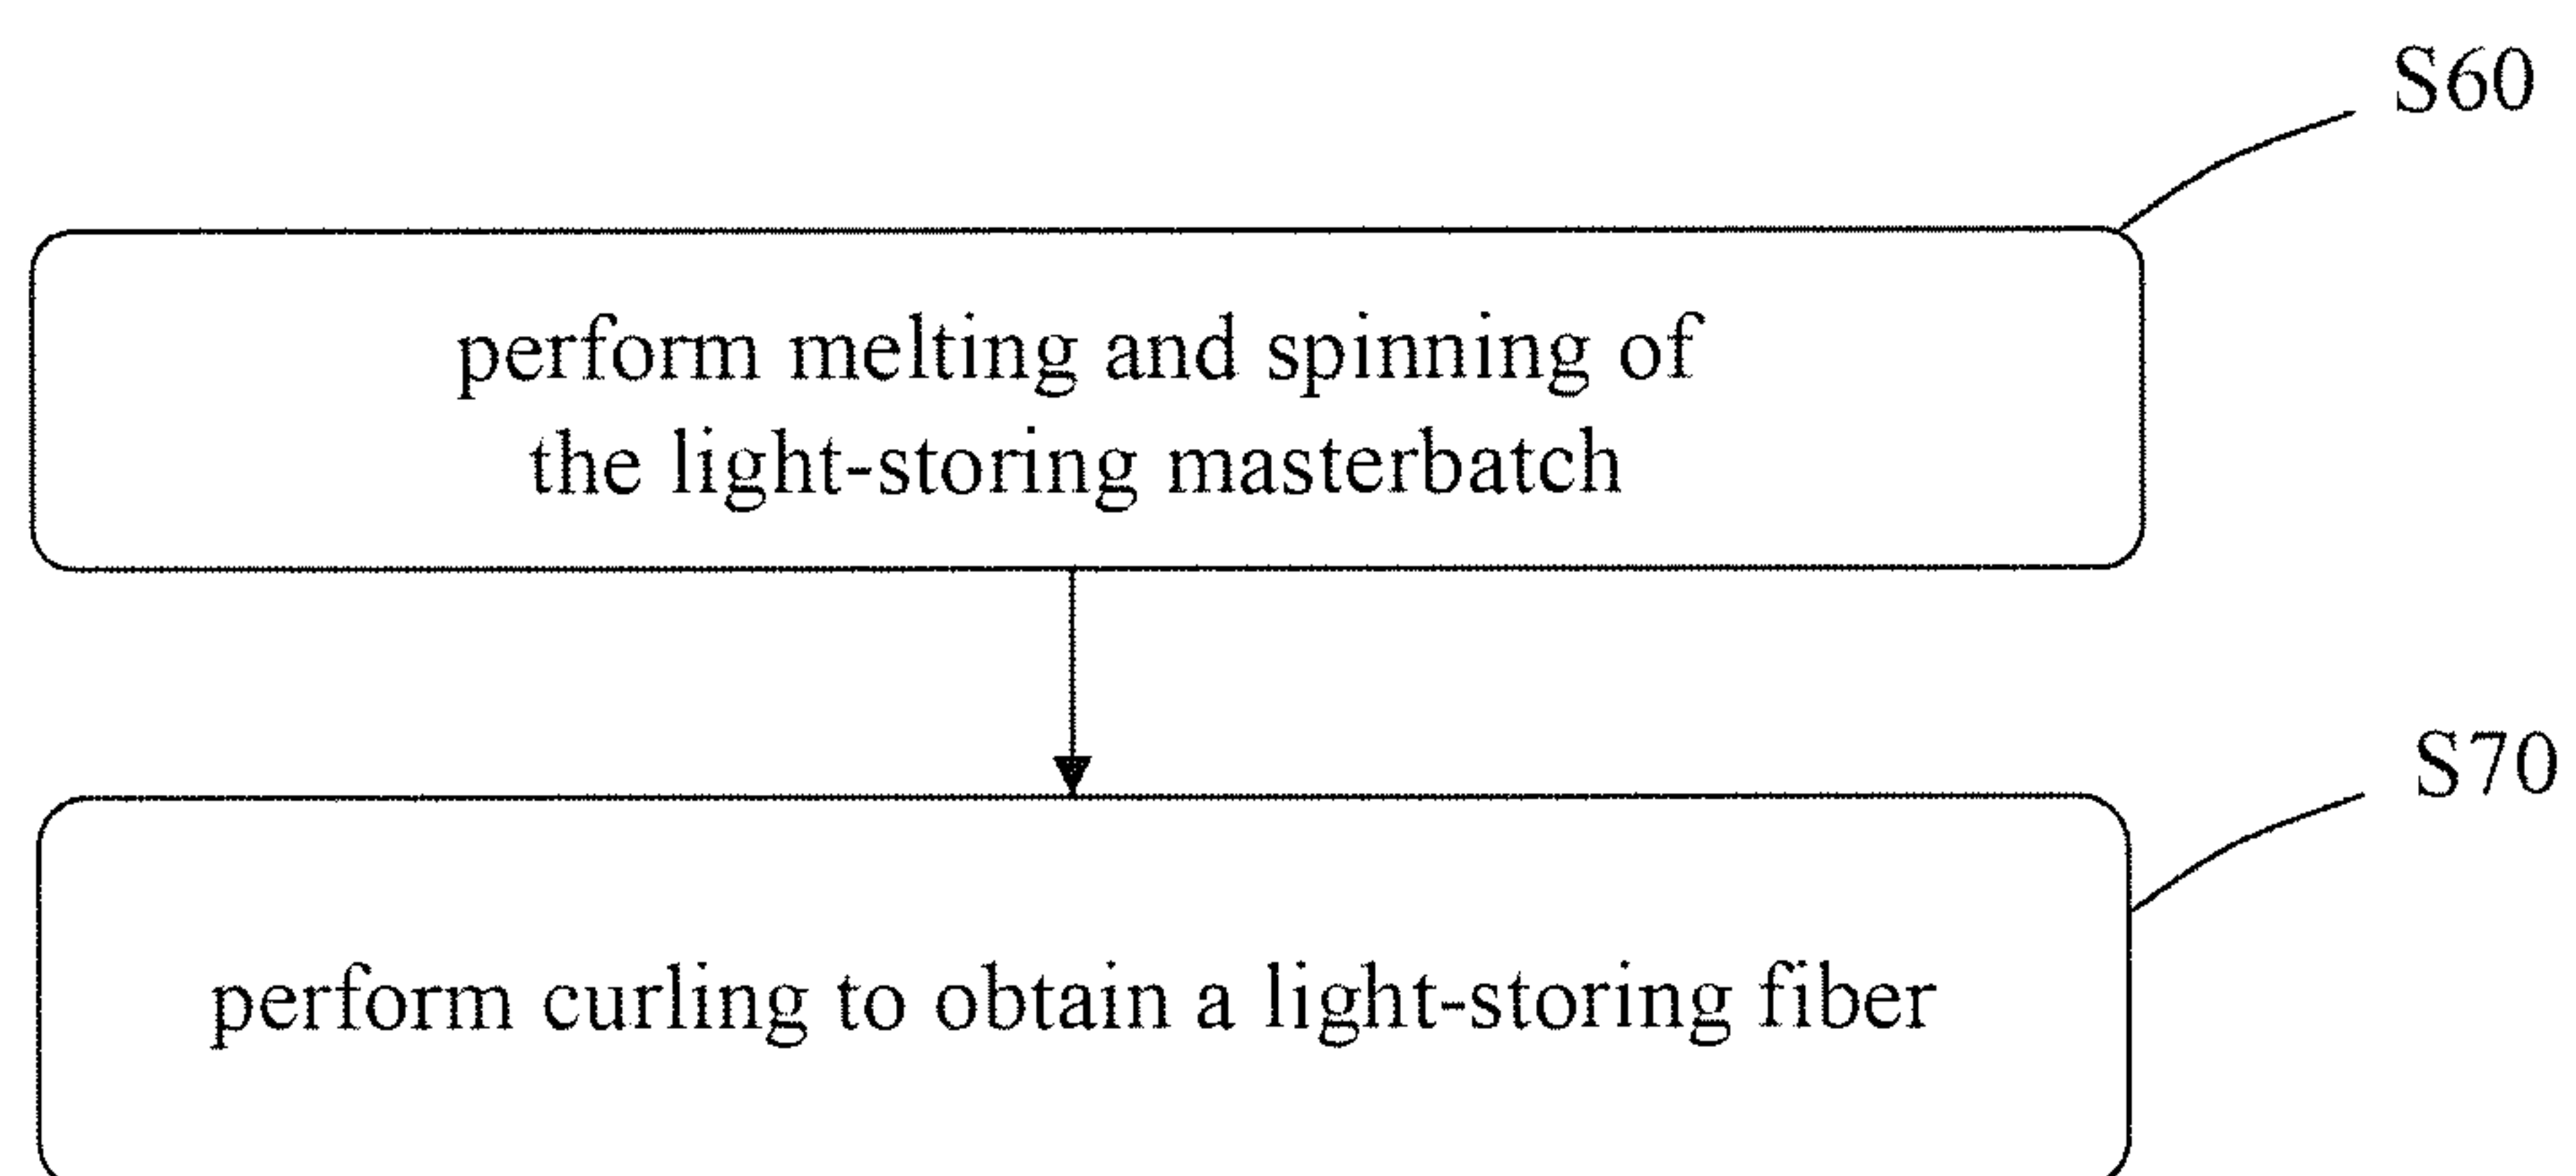 S60
perform melting and spinning of
the light-storing masterbatch
S70
perform curling to obtain a light-storing fiber